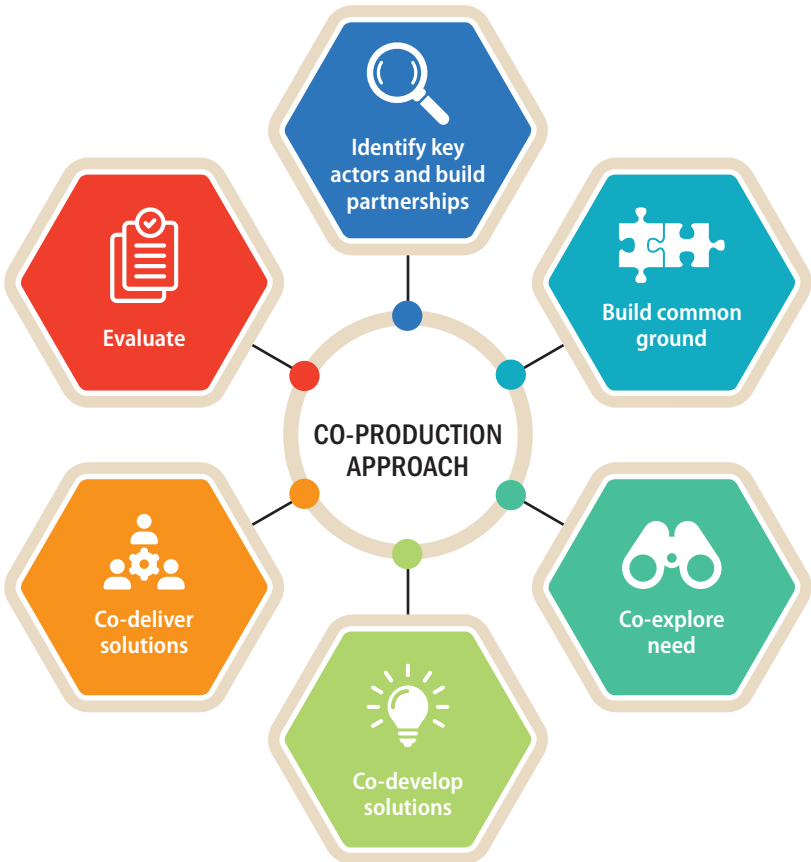 Identify key
actors and build
partnerships
Build common
ground
Co-explore
need
Co-develop
solutions
Co-deliver
solutions
Evaluate
CO-PRODUCTION
APPROACH